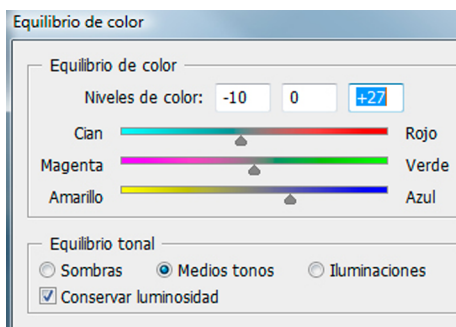 Equilibrio de color
Equilibrio de color
Niveles de color: -10 0 +27
Cian Rojo
Magenta Verde
Amarillo Azul
Equilibrio tonal
Sombras Medios tonos Iluminaciones
Conservar luminosidad